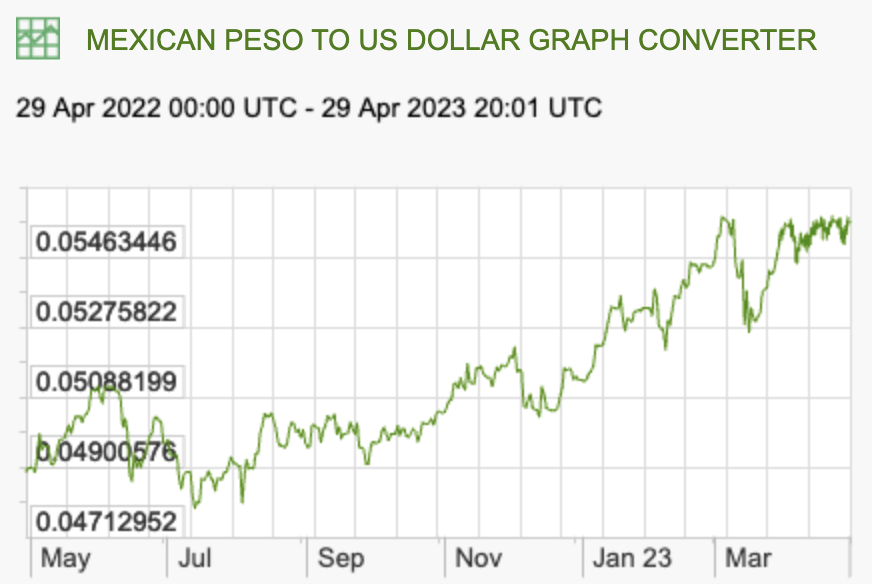 MEXICAN PESO TO US DOLLAR GRAPH CONVERTER
29 Apr 2022 00:00 UTC - 29 Apr 2023 20:01 UTC
0.05463446
0.05275822
0.05088199
0.04900576
0.04712952
May Jul Sep Nov Jan 23 Mar